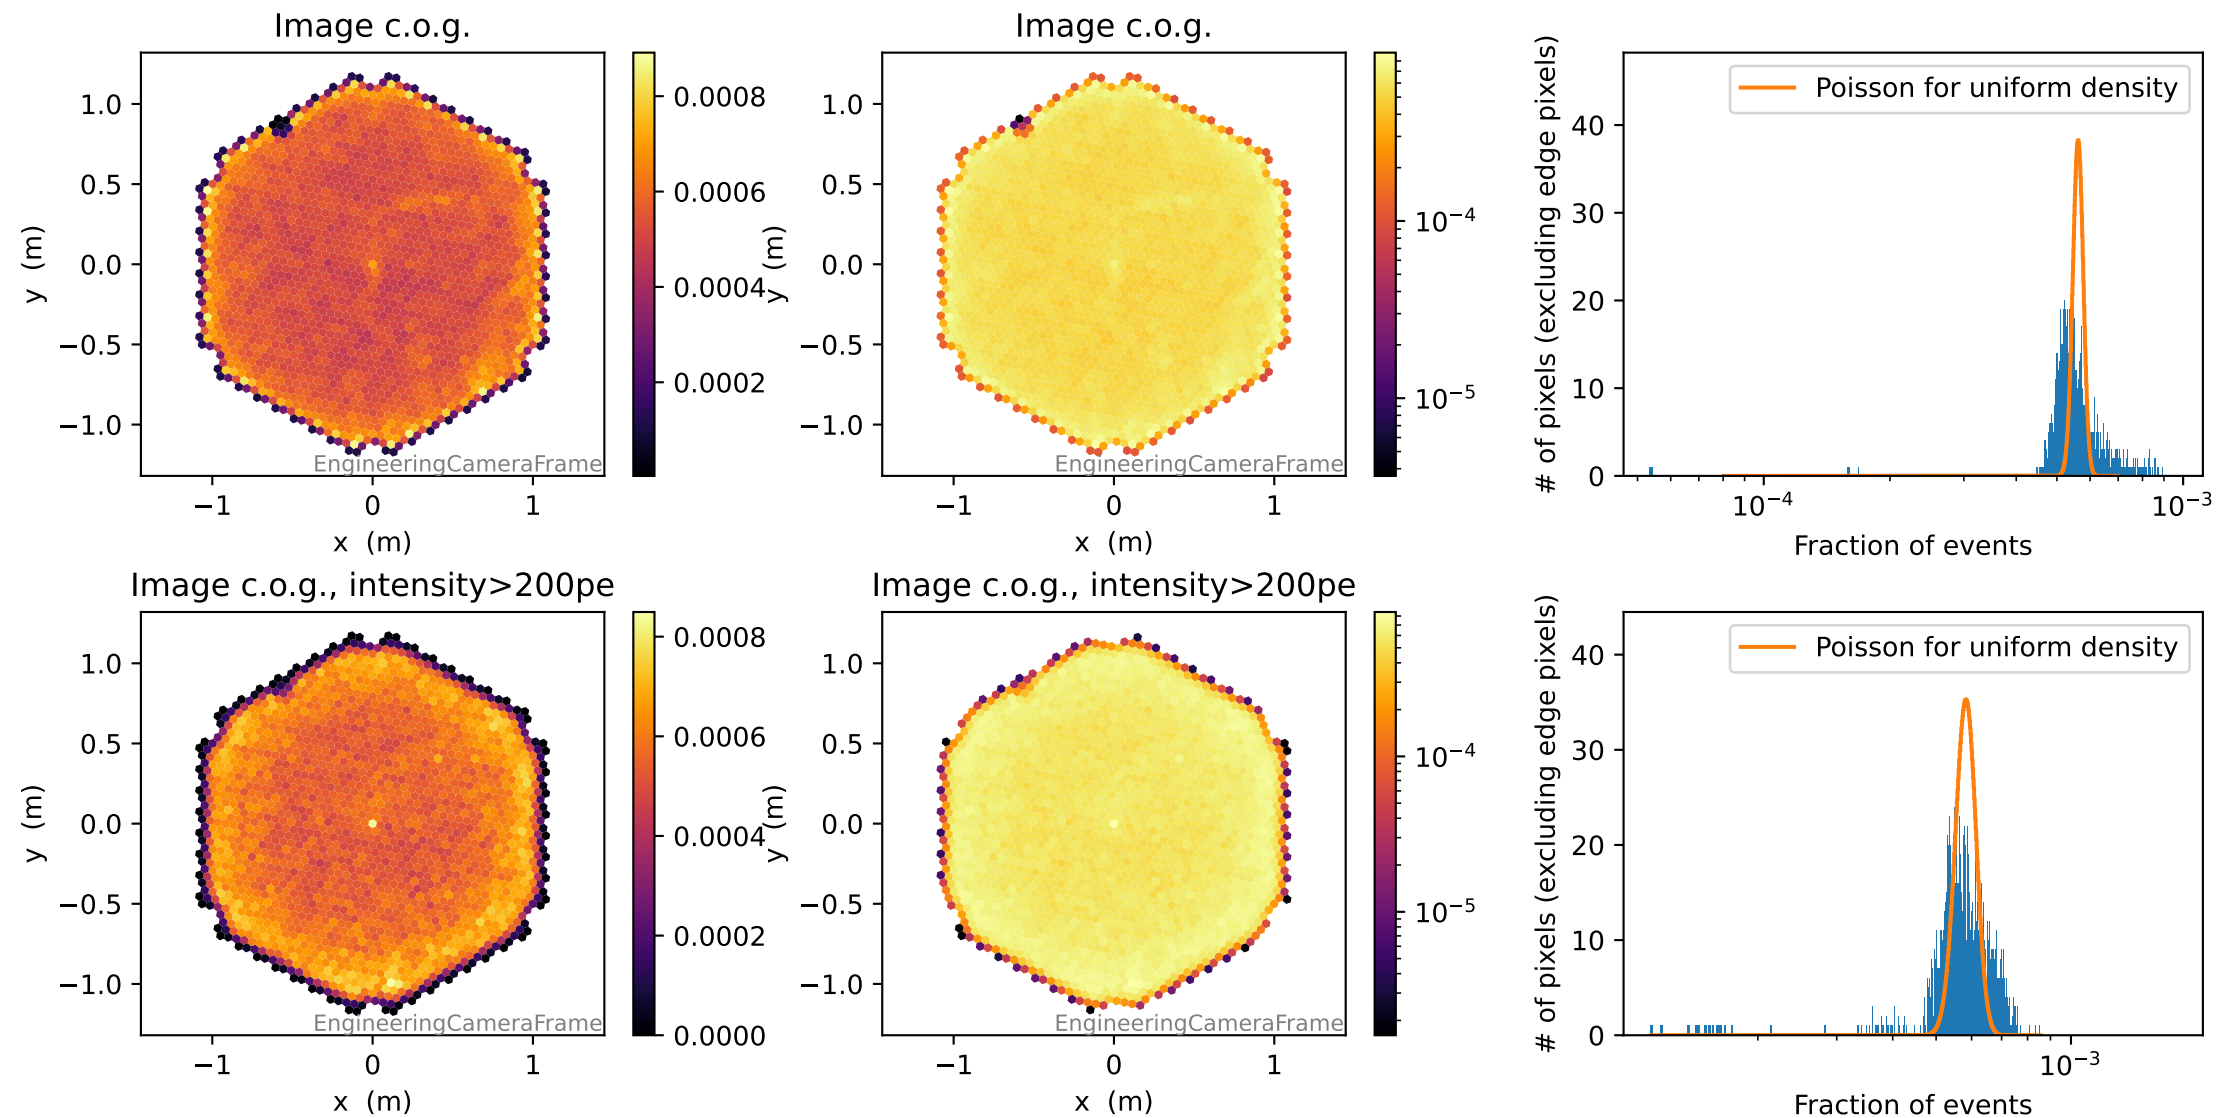 Image c.o.g.
1.0
0.5
0.0
−0.5
−1.0
y (m)
−1
0
1
x (m)
EngineeringCameraFrame
0.0008
0.0006
0.0004
0.0002
Image c.o.g.
1.0
0.5
0.0
−0.5
−1.0
y (m)
−1
0
1
x (m)
EngineeringCameraFrame
10⁻⁴
10⁻⁵
# of pixels (excluding edge pixels)
40
30
20
10
0
Poisson for uniform density
10⁻⁴
10⁻³
Fraction of events
Image c.o.g., intensity>200pe
1.0
0.5
0.0
−0.5
−1.0
y (m)
−1
0
1
x (m)
EngineeringCameraFrame
0.0008
0.0006
0.0004
0.0002
0.0000
Image c.o.g., intensity>200pe
1.0
0.5
0.0
−0.5
−1.0
y (m)
−1
0
1
x (m)
EngineeringCameraFrame
10⁻⁴
10⁻⁵
# of pixels (excluding edge pixels)
40
30
20
10
0
Poisson for uniform density
10⁻³
Fraction of events